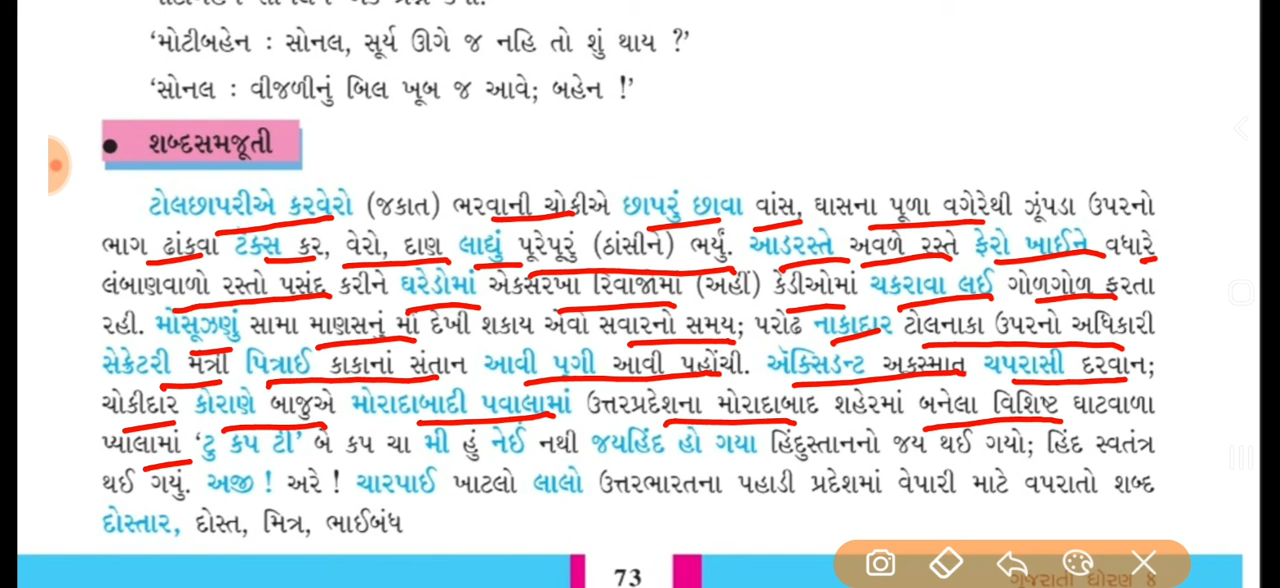 ‘મોટીબહેન : સોનલ, સૂર્ય ઊગે જ નહિ તો શું થાય ?’
‘સોનલ : વીજળીનું બિલ ખૂબ જ આવે; બહેન !’
• શબ્દસમજૂતી
ટોલછાપરીએ કરવેરો (જકાત) ભરવાની ચોકીએ છાપરું છાવા વાંસ, ઘાસના પૂળા વગેરેથી ઝૂંપડા ઉપરનો
ભાગ ઢાંકવા ટૅક્સ કર, વેરો, દાણ લાદ્યું પૂરેપૂરું (ઠાંસીને) ભર્યું. આડરસ્તે અવળે રસ્તે ફેરો ખાઈને વધારે
લંબાણવાળો રસ્તો પસંદ કરીને ઘરેડોમાં એકસરખા રિવાજામા (અહીં) કેડીઓમાં ચકરાવા લઈ ગોળગોળ ફરતા
રહી. મોંસૂઝણું સામા માણસનું મોં દેખી શકાય એવો સવારનો સમય; પરોઢ નાકાદાર ટોલનાકા ઉપરનો અધિકારી
સેક્રેટરી મંત્રી પિત્રાઈ કાકાનાં સંતાન આવી પૂગી આવી પહોંચી. ઍક્સિડન્ટ અકસ્માત ચપરાસી દરવાન;
ચોકીદાર કોરાણે બાજુએ મોરાદાબાદી પવાલામાં ઉત્તરપ્રદેશના મોરાદાબાદ શહેરમાં બનેલા વિશિષ્ટ ઘાટવાળા
પ્યાલામાં ‘ટુ કપ ટી’ બે કપ ચા મી હું નેઈ નથી જયહિંદ હો ગયા હિંદુસ્તાનનો જય થઈ ગયો; હિંદ સ્વતંત્ર
થઈ ગયું. અજી ! અરે ! ચારપાઈ ખાટલો લાલો ઉત્તરભારતના પહાડી પ્રદેશમાં વેપારી માટે વપરાતો શબ્દ
દોસ્તાર, દોસ્ત, મિત્ર, ભાઈબંધ
73
ગુજરાતી ધોરણ ૪